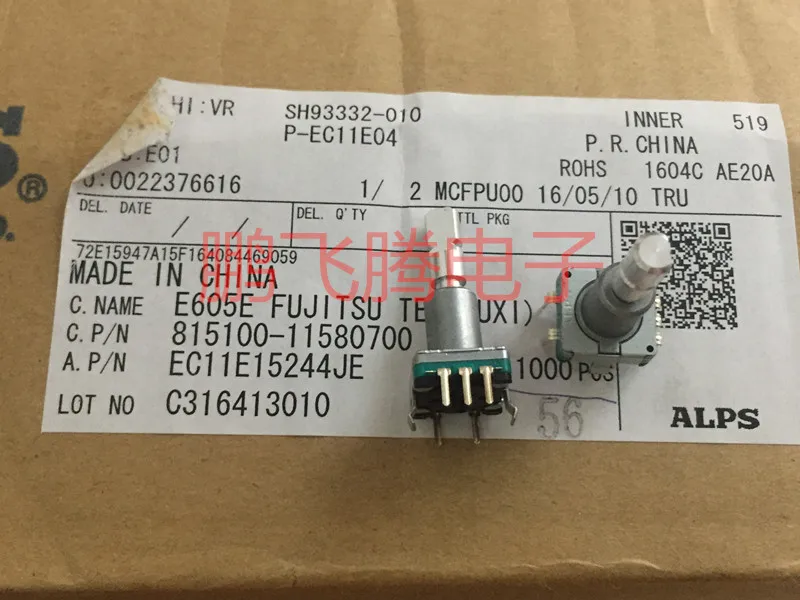 HI:VR SH93332-010 INNER 519
P-EC11E04 P.R.CHINA
:E01 ROHS 1604C AE20A
0:0022376616 1/ 2 MCFPU00 16/05/10 TRU
DEL. DATE / / DEL. Q'TY TTL PKG
72E15947A15F164084469059
MADE IN CHINA
鹏飞腾电子
C.NAME E605E FUJITSU TE UXI)
C.P/N 815100-11580700
A.P/N EC11E15244JE 1000 PCS
LOT NO C316413010 56 ALPS